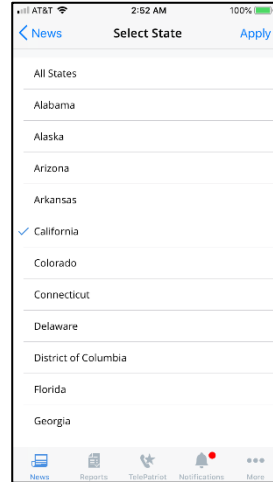 AT&T 2:52 AM 100%
News Select State Apply
All States
Alabama
Alaska
Arizona
Arkansas
California
Colorado
Connecticut
Delaware
District of Columbia
Florida
Georgia
News Reports TelePatriot Notifications More